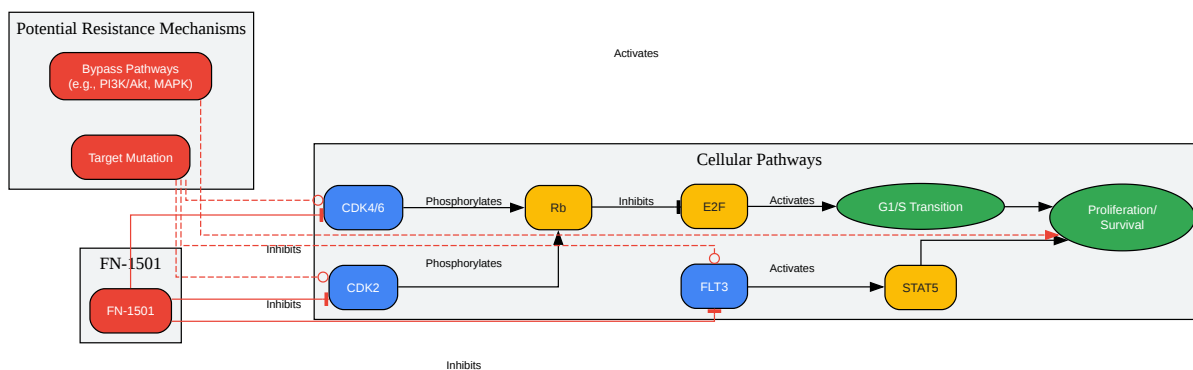 Potential Resistance Mechanisms
Bypass Pathways
(e.g., PI3K/Akt, MAPK)
Target Mutation
Activates
Cellular Pathways
CDK4/6
Phosphorylates
Rb
Inhibits
E2F
Activates
G1/S Transition
Proliferation/
Survival
Inhibits
Phosphorylates
CDK2
FLT3
Activates
STAT5
FN-1501
FN-1501
Inhibits
Inhibits